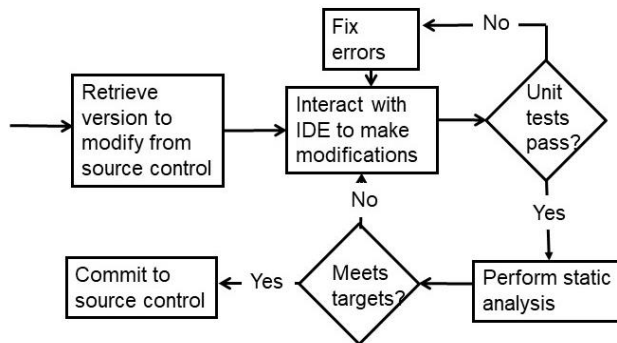 Fix
errors
No
Retrieve
version to
modify from
source control
Interact with
IDE to make
modifications
Unit
tests
pass?
No
Yes
Commit to
source control
Yes
Meets
targets?
Perform static
analysis